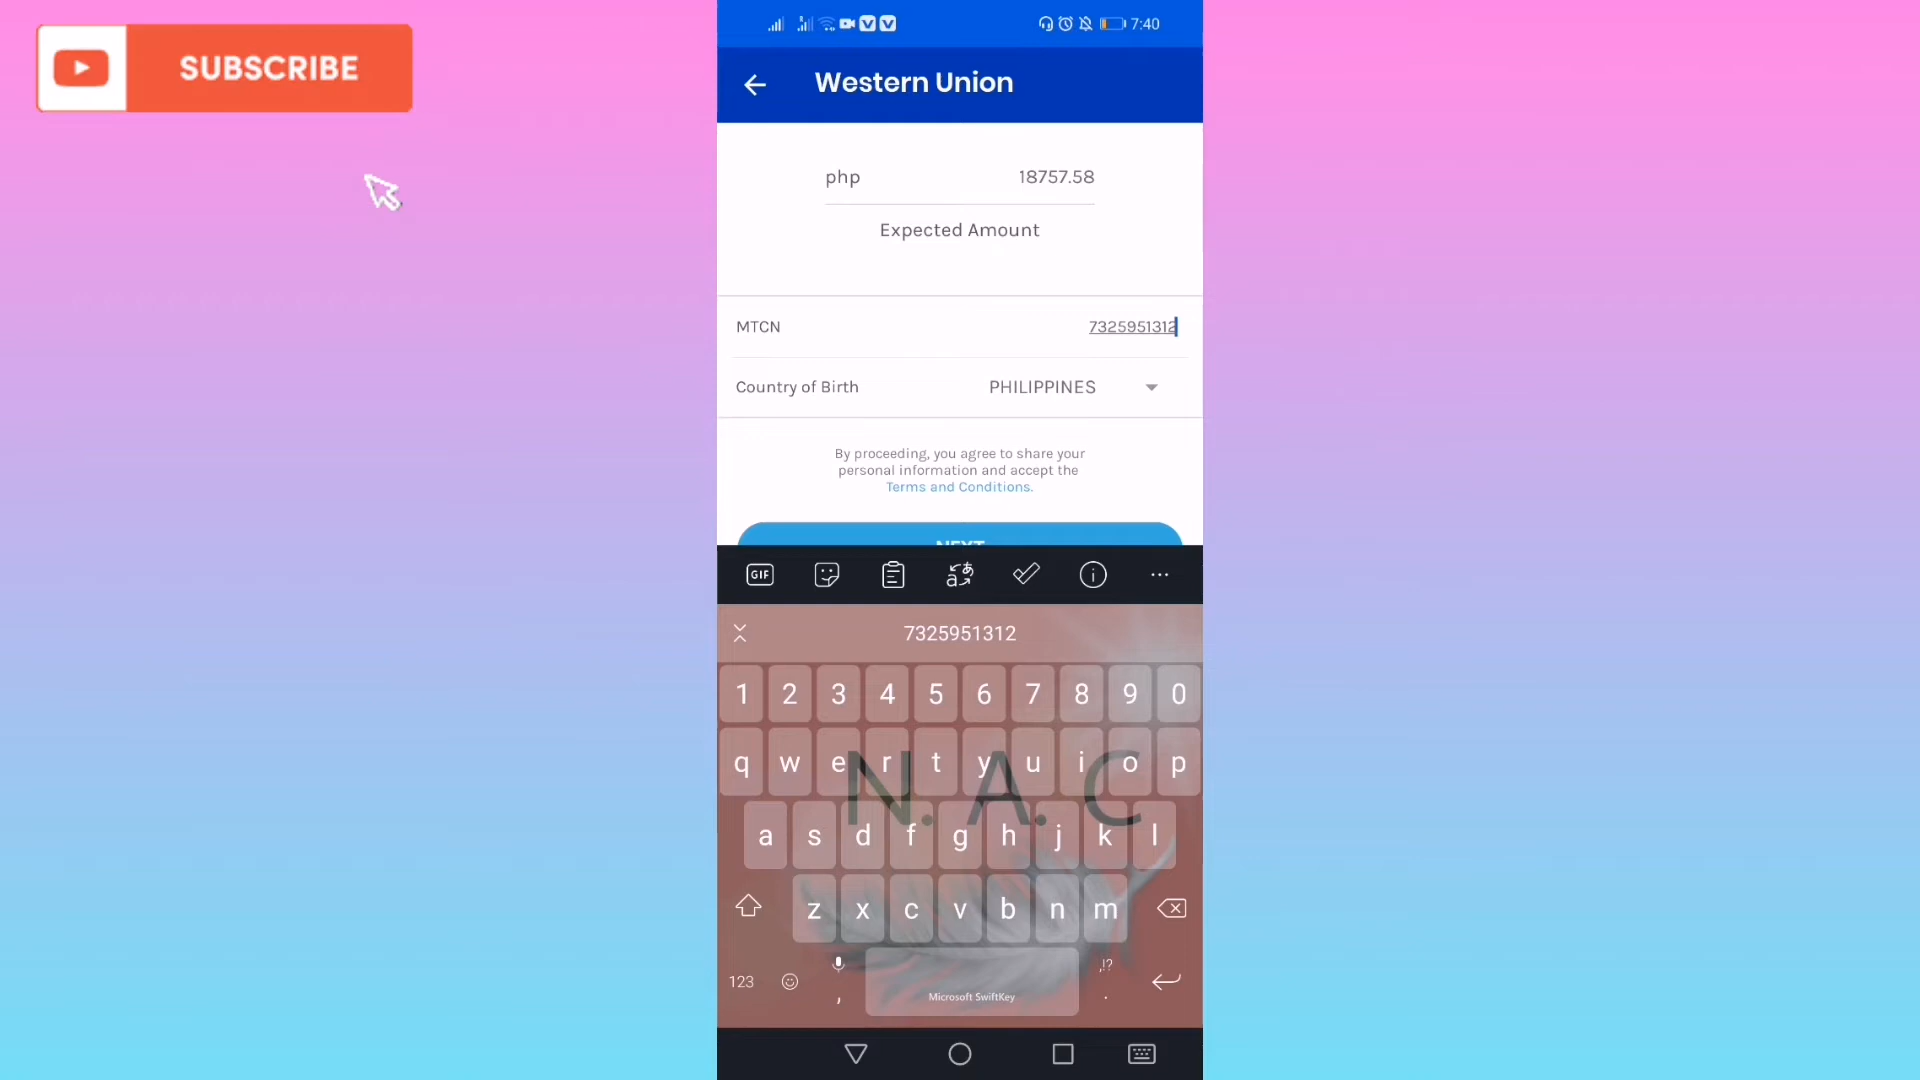 SUBSCRIBE
7:40
Western Union
php 18757.58
Expected Amount
MTCN 7325951312
Country of Birth PHILIPPINES
By proceeding, you agree to share your
personal information and accept the
Terms and Conditions.
NEXT
GIF
7325951312
1 2 3 4 5 6 7 8 9 0
q w e r t y u i o p
N. A. C
a s d f g h j k l
z x c v b n m
123 , ,!? .
Microsoft SwiftKey